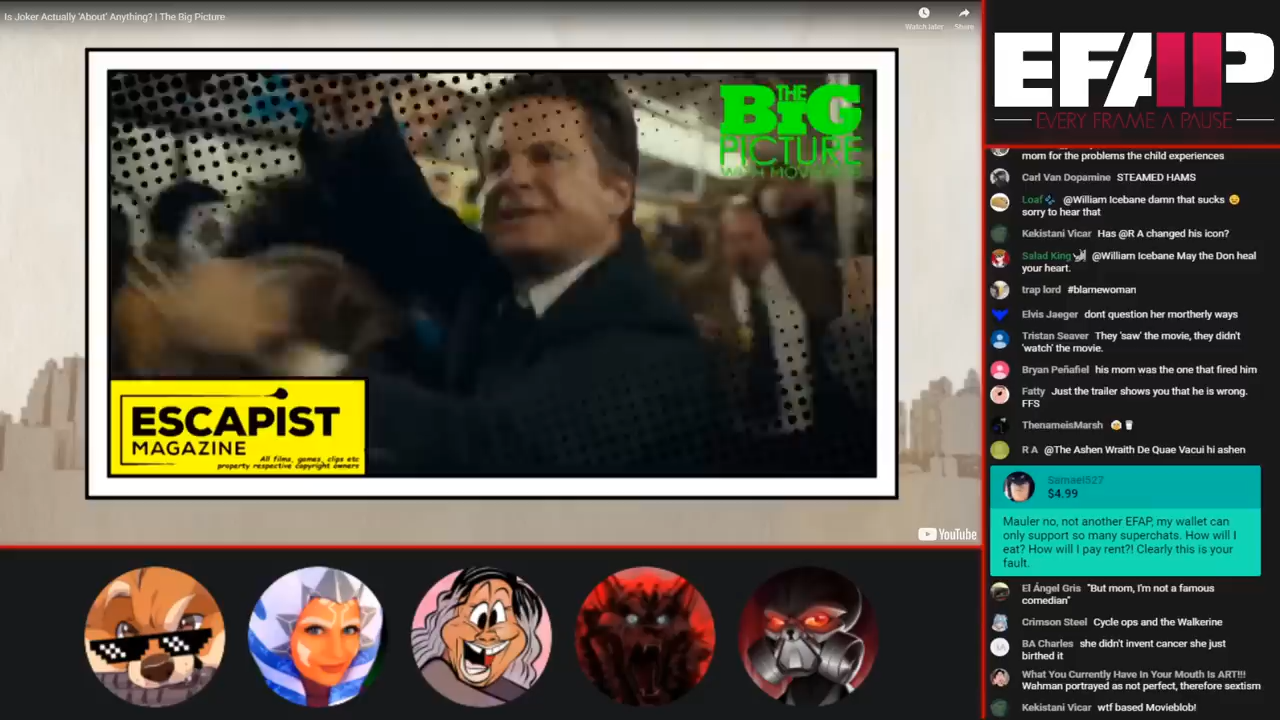 Is Joker Actually 'About' Anything? | The Big Picture
Watch later
Share
THE
BiG
PICTURE
WITH MOVIEBOB
ESCAPIST
MAGAZINE
All films, games, clips etc
property respective copyright owners
YouTube
EFAP
EVERY FRAME A PAUSE
mom for the problems the child experiences
Carl Van Dopamine STEAMED HAMS
Loaf @William Icebane damn that sucks
sorry to hear that
Kekistani Vicar Has @R A changed his icon?
Salad King @William Icebane May the Don heal
your heart.
trap lord #blamewoman
Elvis Jaeger dont question her mortherly ways
Tristan Seaver They 'saw' the movie, they didn't
'watch' the movie.
Bryan Peñafiel his mom was the one that fired him
Fatty Just the trailer shows you that he is wrong.
FFS
ThenameisMarsh
R A @The Ashen Wraith De Quae Vacui hi ashen
Samael527
$4.99
Mauler no, not another EFAP, my wallet can
only support so many superchats. How will I
eat? How will I pay rent?! Clearly this is your
fault.
El Ángel Gris "But mom, I'm not a famous
comedian"
Crimson Steel Cycle ops and the Walkerine
BA Charles she didn't invent cancer she just
birthed it
What You Currently Have In Your Mouth Is ART!!!
Wahman portrayed as not perfect, therefore sexism
Kekistani Vicar wtf based Movieblob!